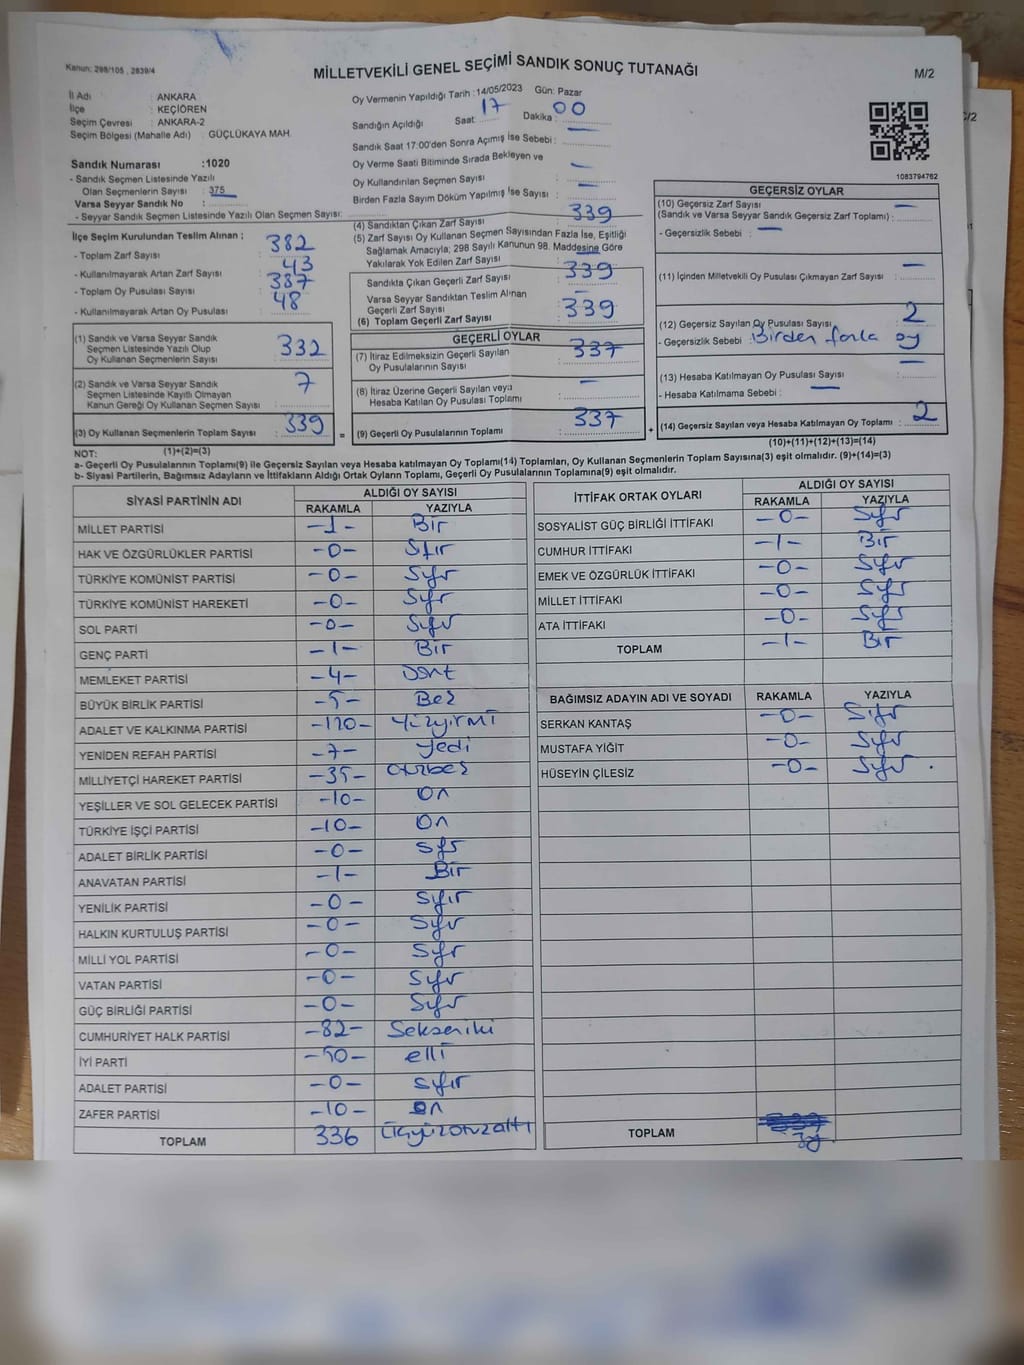 Kanun: 298/105 , 2839/4
MİLLETVEKİLİ GENEL SEÇİMİ SANDIK SONUÇ TUTANAĞI
M/2
İl Adı : ANKARA
İlçe : KEÇİÖREN
Seçim Çevresi : ANKARA-2
Seçim Bölgesi (Mahalle Adı) : GÜÇLÜKAYA MAH.
Sandık Numarası :1020
- Sandık Seçmen Listesinde Yazılı
Olan Seçmenlerin Sayısı : 375
Varsa Seyyar Sandık No :
- Seyyar Sandık Seçmen Listesinde Yazılı Olan Seçmen Sayısı:
Oy Vermenin Yapıldığı Tarih : 14/05/2023 Gün: Pazar
Sandığın Açıldığı Saat: 17 Dakika: 00
Sandık Saat 17:00'den Sonra Açımış İse Sebebi : —
Oy Verme Saati Bitiminde Sırada Bekleyen ve
Oy Kullandırılan Seçmen Sayısı : —
Birden Fazla Sayım Döküm Yapılmış İse Sayısı : —
1083794762
İlçe Seçim Kurulundan Teslim Alınan ;
- Toplam Zarf Sayısı : 382
- Kullanılmayarak Artan Zarf Sayısı : 43
- Toplam Oy Pusulası Sayısı : 387
- Kullanılmayarak Artan Oy Pusulası : 48
(1) Sandık ve Varsa Seyyar Sandık
Seçmen Listesinde Yazılı Olup
Oy Kullanan Seçmenlerin Sayısı : 332
(2) Sandık ve Varsa Seyyar Sandık
Seçmen Listesinde Kayıtlı Olmayan
Kanun Gereği Oy Kullanan Seçmen Sayısı : 7
(3) Oy Kullanan Seçmenlerin Toplam Sayısı : 339
(1)+(2)=(3)
(4) Sandıktan Çıkan Zarf Sayısı : 339
(5) Zarf Sayısı Oy Kullanan Seçmen Sayısından Fazla İse, Eşitliği
Sağlamak Amacıyla; 298 Sayılı Kanunun 98. Maddesine Göre
Yakılarak Yok Edilen Zarf Sayısı : —
Sandıkta Çıkan Geçerli Zarf Sayısı : 339
Varsa Seyyar Sandıktan Teslim Alınan
Geçerli Zarf Sayısı : —
(6) Toplam Geçerli Zarf Sayısı : 339
GEÇERLİ OYLAR
(7) İtiraz Edilmeksizin Geçerli Sayılan
Oy Pusulalarının Sayısı : 337
(8) İtiraz Üzerine Geçerli Sayılan veya
Hesaba Katılan Oy Pusulası Toplamı : —
= (9) Geçerli Oy Pusulalarının Toplamı : 337
GEÇERSİZ OYLAR
(10) Geçersiz Zarf Sayısı : —
(Sandık ve Varsa Seyyar Sandık Geçersiz Zarf Toplamı)
- Geçersizlik Sebebi : —
(11) İçinden Milletvekili Oy Pusulası Çıkmayan Zarf Sayısı : —
(12) Geçersiz Sayılan Oy Pusulası Sayısı : 2
- Geçersizlik Sebebi : Birden fazla oy
(13) Hesaba Katılmayan Oy Pusulası Sayısı : —
- Hesaba Katılmama Sebebi : —
+ (14) Geçersiz Sayılan veya Hesaba Katılmayan Oy Toplamı : 2
(10)+(11)+(12)+(13)=(14)
NOT:
a- Geçerli Oy Pusulalarının Toplamı(9) ile Geçersiz Sayılan veya Hesaba katılmayan Oy Toplamı(14) Toplamları, Oy Kullanan Seçmenlerin Toplam Sayısına(3) eşit olmalıdır. (9)+(14)=(3)
b- Siyasi Partilerin, Bağımsız Adayların ve İttifakların Aldığı Ortak Oyların Toplamı, Geçerli Oy Pusulalarının Toplamına(9) eşit olmalıdır.
SİYASİ PARTİNİN ADI ALDIĞI OY SAYISI
RAKAMLA YAZIYLA
MİLLET PARTİSİ -1- Bir
HAK VE ÖZGÜRLÜKLER PARTİSİ -0- Sıfır
TÜRKİYE KOMÜNİST PARTİSİ -0- Sıfır
TÜRKİYE KOMÜNİST HAREKETİ -0- Sıfır
SOL PARTİ -0- Sıfır
GENÇ PARTİ -1- Bir
MEMLEKET PARTİSİ -4- Dört
BÜYÜK BİRLİK PARTİSİ -5- Beş
ADALET VE KALKINMA PARTİSİ -120- Yüzyirmi
YENİDEN REFAH PARTİSİ -7- Yedi
MİLLİYETÇİ HAREKET PARTİSİ -35- Otuzbeş
YEŞİLLER VE SOL GELECEK PARTİSİ -10- On
TÜRKİYE İŞÇİ PARTİSİ -10- On
ADALET BİRLİK PARTİSİ -0- Sıfır
ANAVATAN PARTİSİ -1- Bir
YENİLİK PARTİSİ -0- Sıfır
HALKIN KURTULUŞ PARTİSİ -0- Sıfır
MİLLİ YOL PARTİSİ -0- Sıfır
VATAN PARTİSİ -0- Sıfır
GÜÇ BİRLİĞİ PARTİSİ -0- Sıfır
CUMHURİYET HALK PARTİSİ -82- Sekseniki
İYİ PARTİ -50- elli
ADALET PARTİSİ -0- Sıfır
ZAFER PARTİSİ -10- On
TOPLAM 336 Üçyüzotuzaltı
İTTİFAK ORTAK OYLARI ALDIĞI OY SAYISI
RAKAMLA YAZIYLA
SOSYALİST GÜÇ BİRLİĞİ İTTİFAKI -0- Sıfır
CUMHUR İTTİFAKI -1- Bir
EMEK VE ÖZGÜRLÜK İTTİFAKI -0- Sıfır
MİLLET İTTİFAKI -0- Sıfır
ATA İTTİFAKI -0- Sıfır
TOPLAM -1- Bir
BAĞIMSIZ ADAYIN ADI VE SOYADI RAKAMLA YAZIYLA
SERKAN KANTAŞ -0- Sıfır
MUSTAFA YİĞİT -0- Sıfır
HÜSEYİN ÇİLESİZ -0- Sıfır
TOPLAM